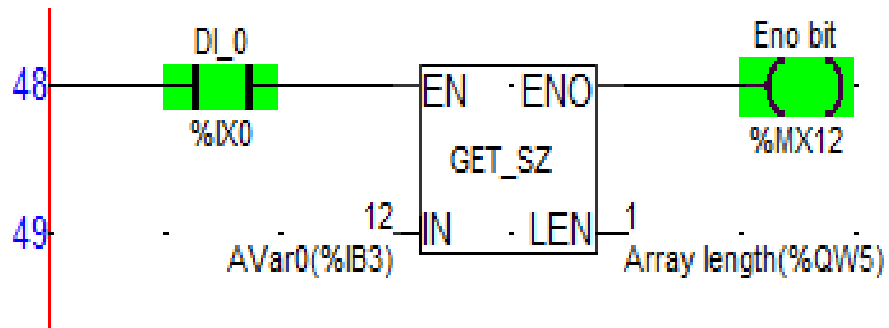 DI_0 Eno bit
48 EN ENO
%IX0 %MX12
GET_SZ
12 1
49 IN LEN
AVar0(%IB3) Array length(%QW5)